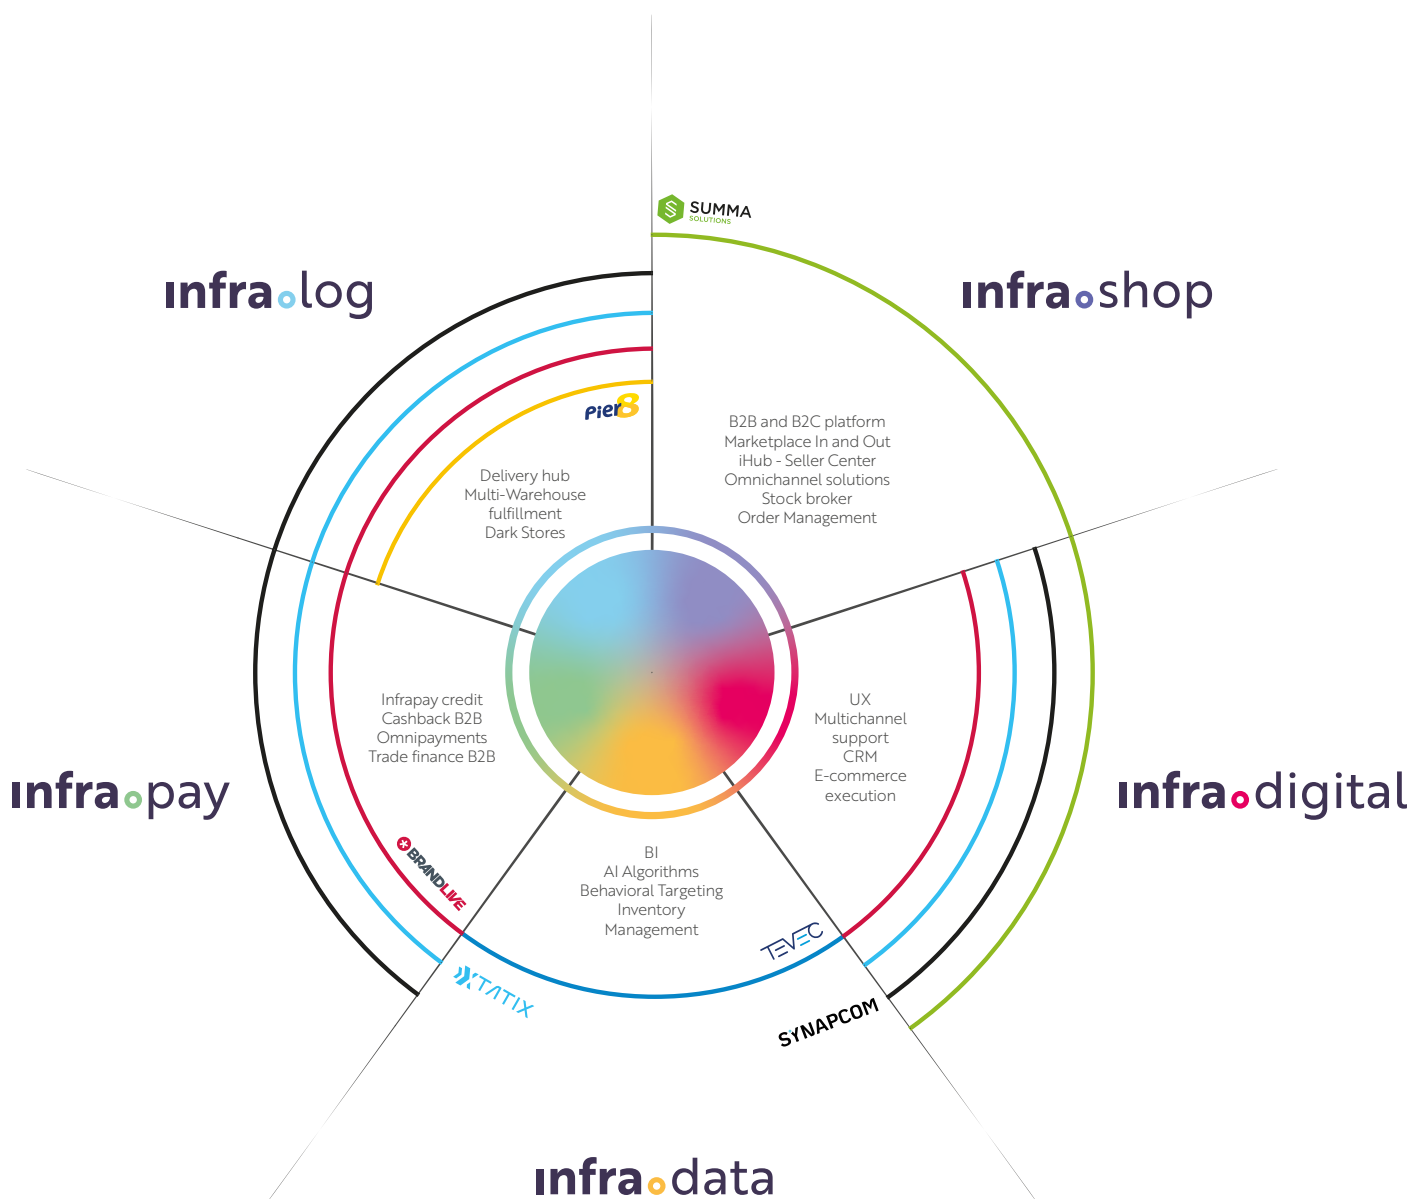 SUMMA
SOLUTIONS
infra.log
infra.shop
Pier8
B2B and B2C platform
Marketplace In and Out
iHub - Seller Center
Omnichannel solutions
Stock broker
Order Management
Delivery hub
Multi-Warehouse
fulfillment
Dark Stores
Infrapay credit
Cashback B2B
Omnipayments
Trade finance B2B
UX
Multichannel
support
CRM
E-commerce
execution
infra.pay
infra.digital
BRANDLIVE
BI
AI Algorithms
Behavioral Targeting
Inventory
Management
TEVEC
TATIX
SYNAPCOM
infra.data